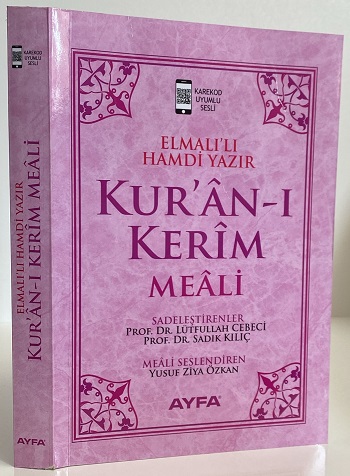 KAREKOD
UYUMLU
SESLİ
ELMALI'LI HAMDİ YAZIR
KUR'ÂN-I KERÎM MEÂLİ
AYFA
KAREKOD
UYUMLU
SESLİ
ELMALI'LI
HAMDİ YAZIR
KUR'ÂN-I
KERÎM
MEÂLİ
SADELEŞTİRENLER
PROF. DR. LÜTFULLAH CEBECİ
PROF. DR. SADIK KILIÇ
MEÂLİ SESLENDİREN
YUSUF ZİYA ÖZKAN
AYFA